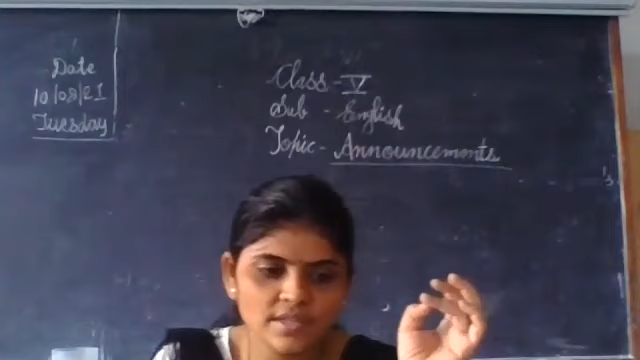 Date
10/08/21
Tuesday
Class - V
Sub - English
Topic - Announcements